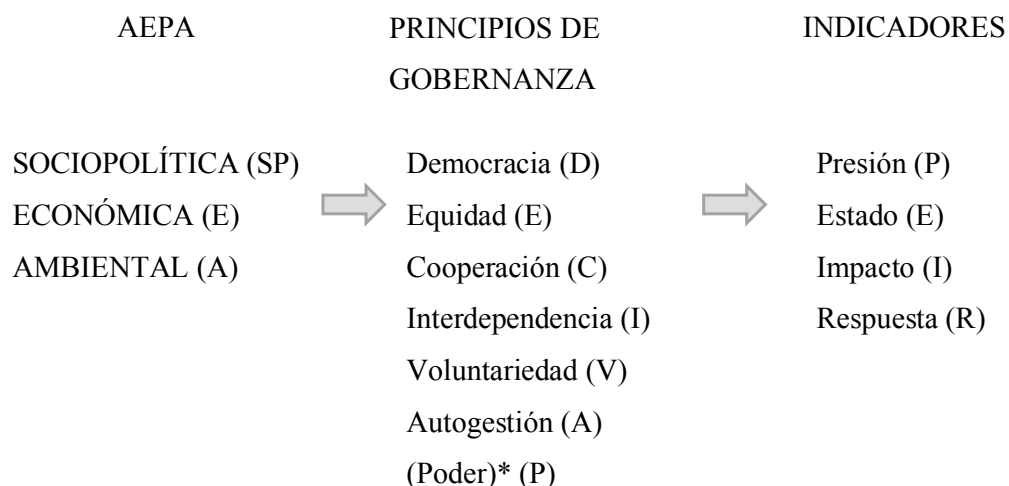 AEPA
PRINCIPIOS DE
GOBERNANZA
INDICADORES
SOCIOPOLÍTICA (SP)
ECONÓMICA (E)
AMBIENTAL (A)
Democracia (D)
Equidad (E)
Cooperación (C)
Interdependencia (I)
Voluntariedad (V)
Autogestión (A)
(Poder)* (P)
Presión (P)
Estado (E)
Impacto (I)
Respuesta (R)